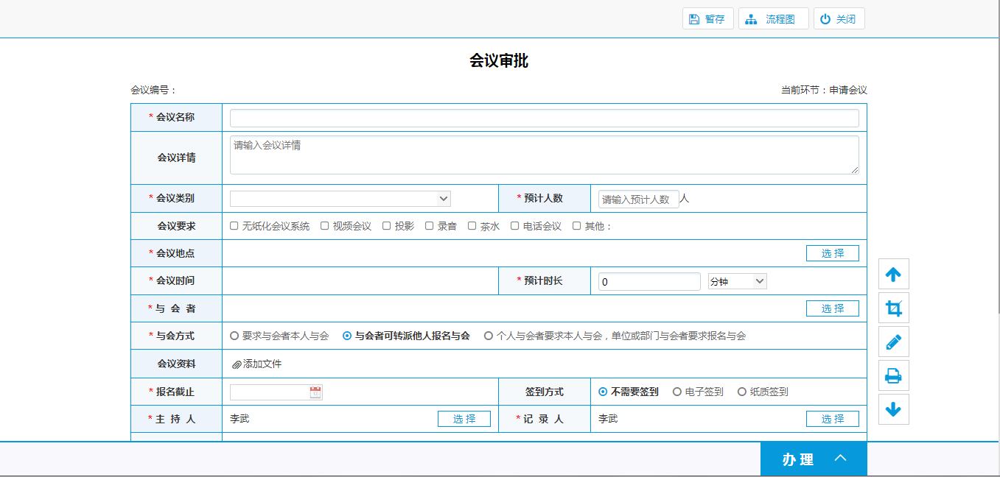 暂存 流程图 关闭
会议审批
会议编号： 当前环节：申请会议
* 会议名称
会议详情 请输入会议详情
* 会议类别 * 预计人数 请输入预计人数 人
会议要求 无纸化会议系统 视频会议 投影 录音 茶水 电话会议 其他：
* 会议地点 选 择
* 会议时间 * 预计时长 0 分钟
* 与 会 者 选 择
* 与会方式 要求与会者本人与会 与会者可转派他人报名与会 个人与会者要求本人与会，单位或部门与会者要求报名与会
会议资料 添加文件
* 报名截止 签到方式 不需要签到 电子签到 纸质签到
* 主 持 人 李武 选 择 * 记 录 人 李武 选 择
办 理